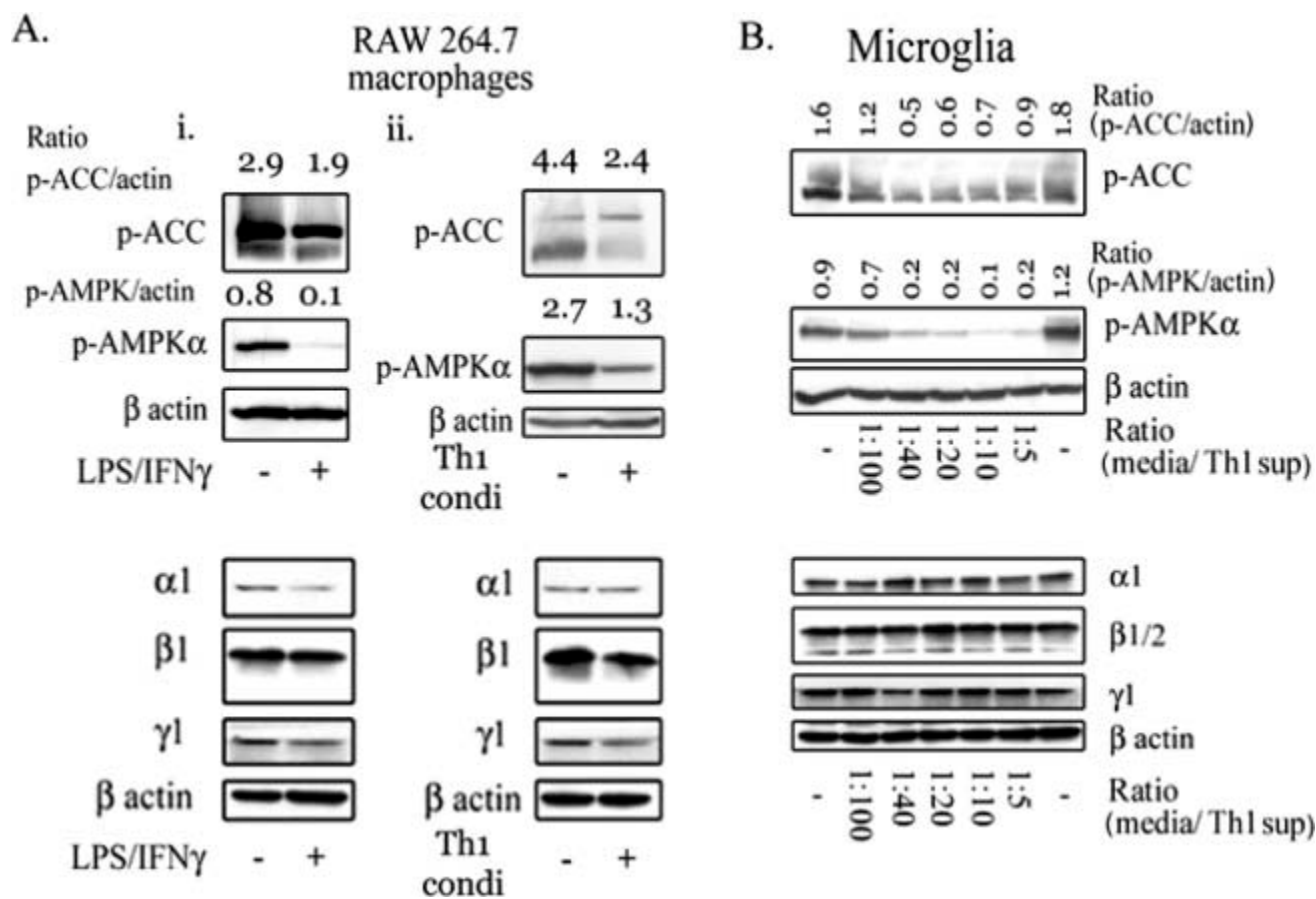 A.
RAW 264.7
macrophages
i.
ii.
Ratio
p-ACC/actin
2.9 1.9
4.4 2.4
p-ACC
p-ACC
p-AMPK/actin
0.8 0.1
2.7 1.3
p-AMPKα
p-AMPKα
β actin
β actin
LPS/IFNγ - +
Th1
condi
- +
α1
α1
β1
β1
γ1
γ1
β actin
β actin
LPS/IFNγ - +
Th1
condi
- +
B.
Microglia
1.6 1.2 0.5 0.6 0.7 0.9 1.8
Ratio
(p-ACC/actin)
p-ACC
0.9 0.7 0.2 0.2 0.1 0.2 1.2
Ratio
(p-AMPK/actin)
p-AMPKα
β actin
- 1:100 1:40 1:20 1:10 1:5 -
Ratio
(media/ Th1 sup)
α1
β1/2
γ1
β actin
- 1:100 1:40 1:20 1:10 1:5 -
Ratio
(media/ Th1 sup)